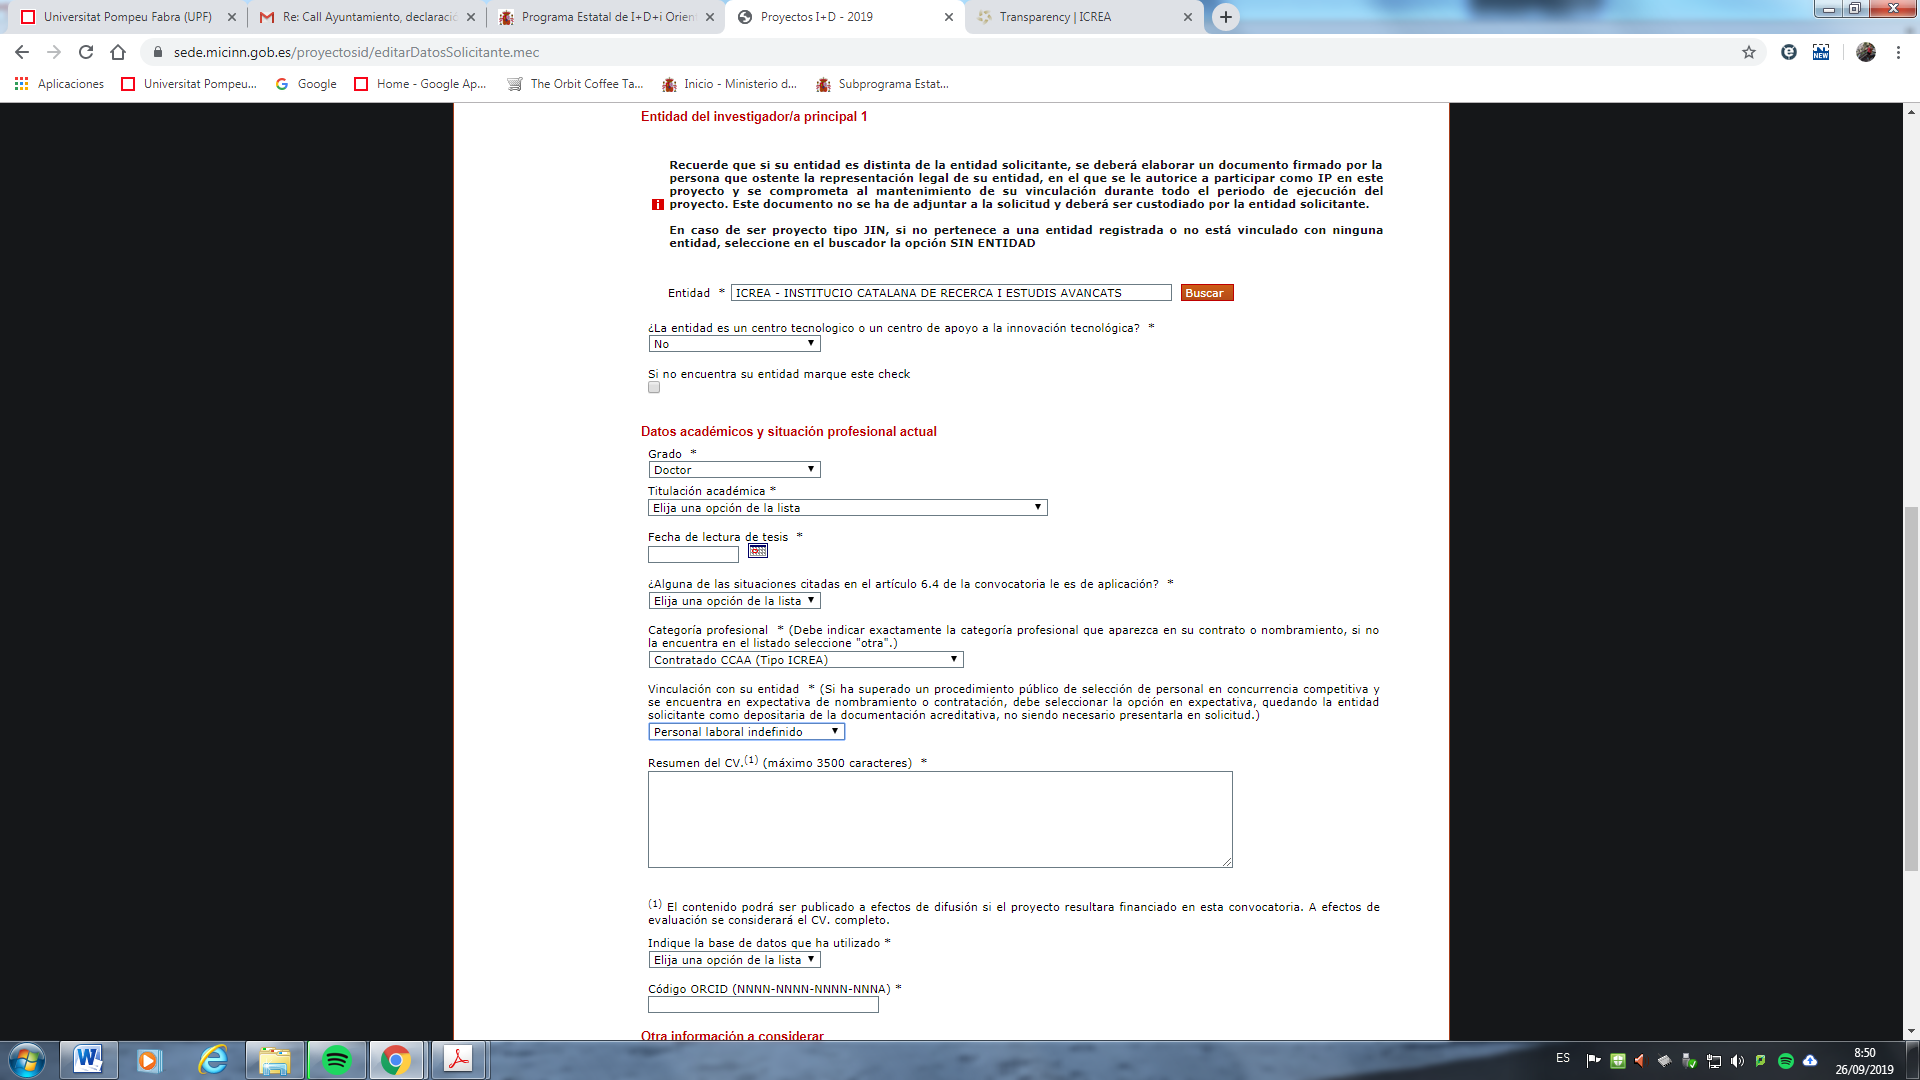 Universitat Pompeu Fabra (UPF)
Re: Call Ayuntamiento, declaració
Programa Estatal de I+D+i Orien
Proyectos I+D - 2019
Transparency | ICREA
sede.micinn.gob.es/proyectosid/editarDatosSolicitante.mec
Aplicaciones
Universitat Pompeu...
Google
Home - Google Ap...
The Orbit Coffee Ta...
Inicio - Ministerio d...
Subprograma Estat...
Entidad del investigador/a principal 1
Recuerde que si su entidad es distinta de la entidad solicitante, se deberá elaborar un documento firmado por la
persona que ostente la representación legal de su entidad, en el que se le autorice a participar como IP en este
proyecto y se comprometa al mantenimiento de su vinculación durante todo el periodo de ejecución del
proyecto. Este documento no se ha de adjuntar a la solicitud y deberá ser custodiado por la entidad solicitante.
En caso de ser proyecto tipo JIN, si no pertenece a una entidad registrada o no está vinculado con ninguna
entidad, seleccione en el buscador la opción SIN ENTIDAD
Entidad * ICREA - INSTITUCIO CATALANA DE RECERCA I ESTUDIS AVANCATS Buscar
¿La entidad es un centro tecnologico o un centro de apoyo a la innovación tecnológica? *
No
Si no encuentra su entidad marque este check
Datos académicos y situación profesional actual
Grado *
Doctor
Titulación académica *
Elija una opción de la lista
Fecha de lectura de tesis *
¿Alguna de las situaciones citadas en el artículo 6.4 de la convocatoria le es de aplicación? *
Elija una opción de la lista
Categoría profesional * (Debe indicar exactamente la categoría profesional que aparezca en su contrato o nombramiento, si no
la encuentra en el listado seleccione "otra".)
Contratado CCAA (Tipo ICREA)
Vinculación con su entidad * (Si ha superado un procedimiento público de selección de personal en concurrencia competitiva y
se encuentra en expectativa de nombramiento o contratación, debe seleccionar la opción en expectativa, quedando la entidad
solicitante como depositaria de la documentación acreditativa, no siendo necesario presentarla en solicitud.)
Personal laboral indefinido
Resumen del CV.(1) (máximo 3500 caracteres) *
(1) El contenido podrá ser publicado a efectos de difusión si el proyecto resultara financiado en esta convocatoria. A efectos de
evaluación se considerará el CV. completo.
Indique la base de datos que ha utilizado *
Elija una opción de la lista
Código ORCID (NNNN-NNNN-NNNN-NNNA) *
Otra información a considerar
ES
8:50
26/09/2019